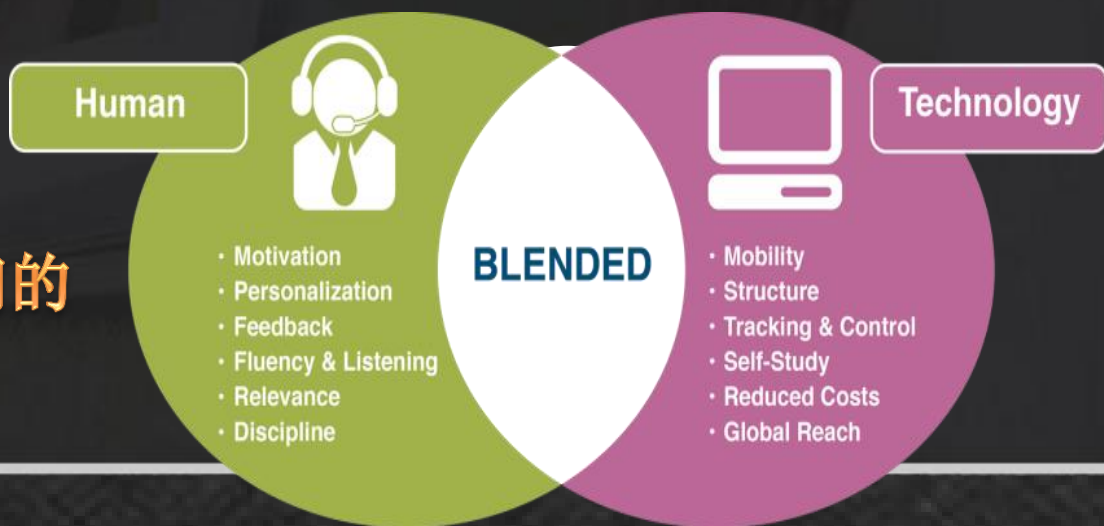 Human
Technology
的
BLENDED
· Motivation
· Personalization
· Feedback
· Fluency & Listening
· Relevance
· Discipline
· Mobility
· Structure
· Tracking & Control
· Self-Study
· Reduced Costs
· Global Reach